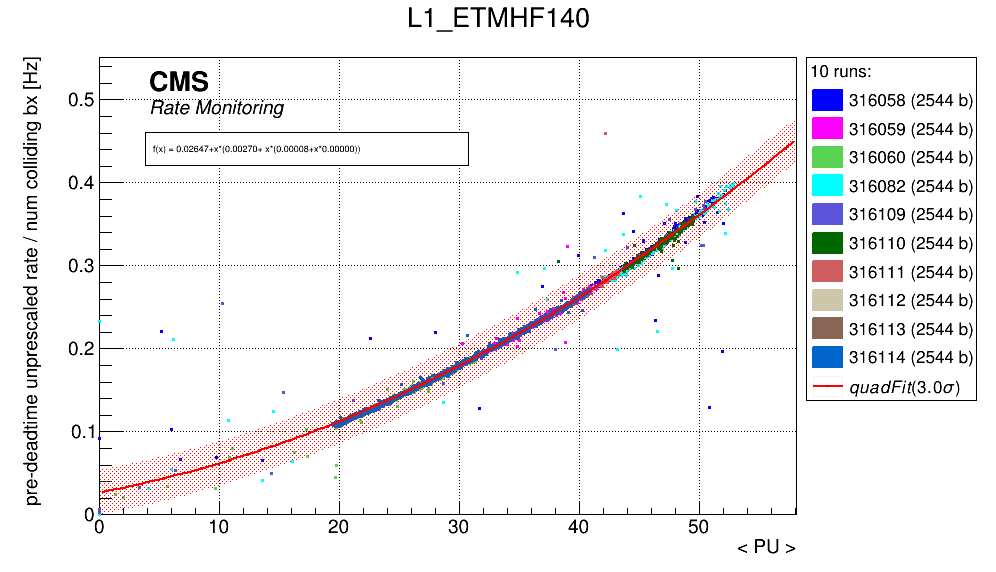 L1_ETMHF140
pre-deadtime unprescaled rate / num colliding bx [Hz]
CMS
Rate Monitoring
f(x) = 0.02647+x*(0.00270+ x*(0.00008+x*0.00000))
0.5
0.4
0.3
0.2
0.1
0
0 10 20 30 40 50
< PU >
10 runs:
316058 (2544 b)
316059 (2544 b)
316060 (2544 b)
316082 (2544 b)
316109 (2544 b)
316110 (2544 b)
316111 (2544 b)
316112 (2544 b)
316113 (2544 b)
316114 (2544 b)
quadFit(3.0σ)